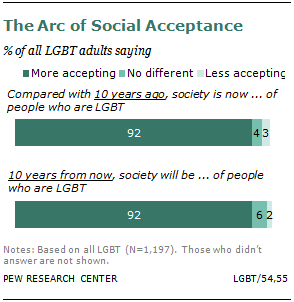 The Arc of Social Acceptance
% of all LGBT adults saying
More accepting No different Less accepting
Compared with 10 years ago, society is now ... of
people who are LGBT
92 4 3
10 years from now, society will be ... of people
who are LGBT
92 6 2
Notes: Based on all LGBT (N=1,197). Those who didn't
answer are not shown.
PEW RESEARCH CENTER LGBT/54,55